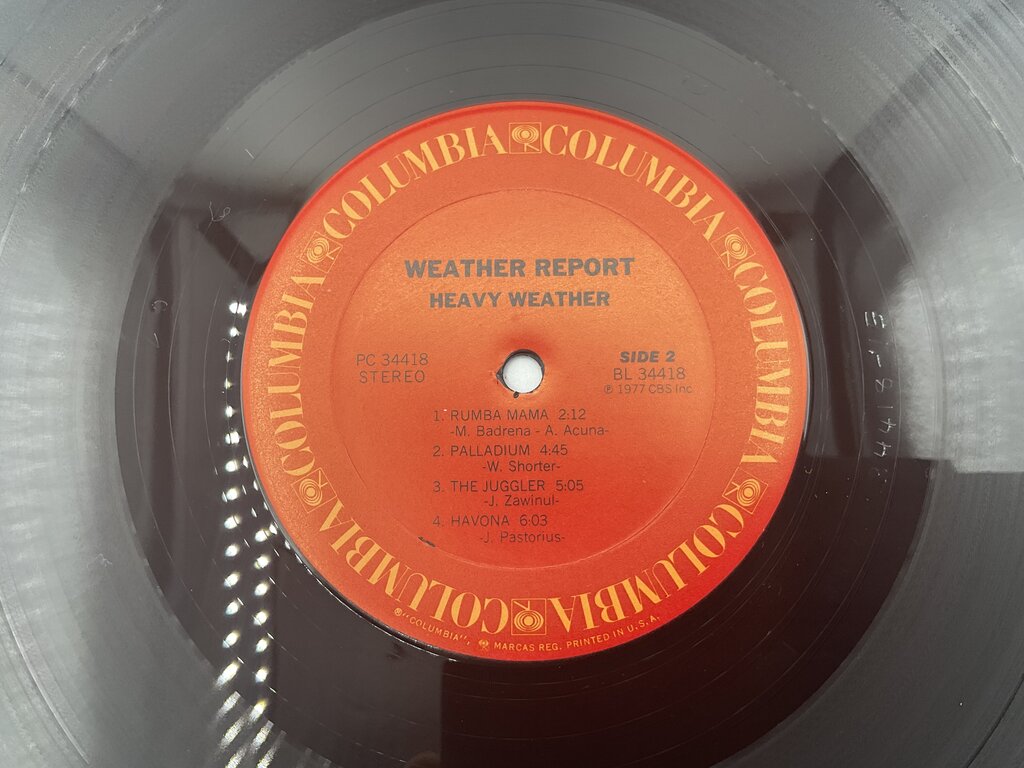 COLUMBIA COLUMBIA COLUMBIA COLUMBIA COLUMBIA COLUMBIA COLUMBIA
WEATHER REPORT
HEAVY WEATHER
PC 34418
STEREO
SIDE 2
BL 34418
℗ 1977 CBS Inc
1. RUMBA MAMA 2:12
-M. Badrena - A. Acuna-
2. PALLADIUM 4:45
-W. Shorter-
3. THE JUGGLER 5:05
-J. Zawinul-
4. HAVONA 6:03
-J. Pastorius-
®"COLUMBIA", MARCAS REG. PRINTED IN U.S.A.